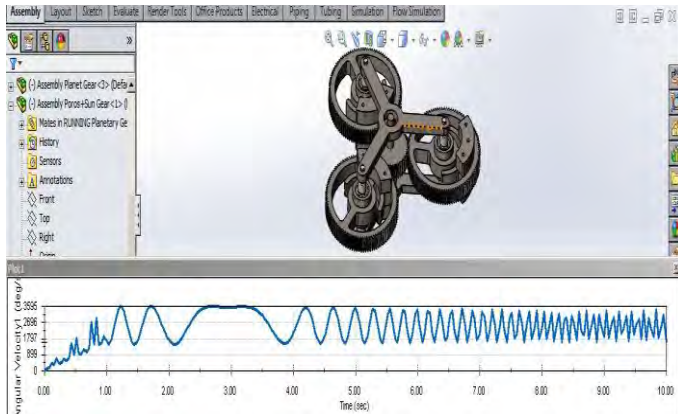 Assembly Layout Sketch Evaluate Render Tools Office Products Electrical Piping Tubing Simulation Flow Simulation
(-) Assembly Planet Gear<3> (Defa
(-) Assembly Poros+Sun Gear<1> (
Mates in RUNNING Planetary Ge
History
Sensors
Annotations
Front
Top
Right
Plot1
ngular Velocity1 (deg/
3595
2696
1797
899
0
0.00 1.00 2.00 3.00 4.00 5.00 6.00 7.00 8.00 9.00 10.00
Time (sec)